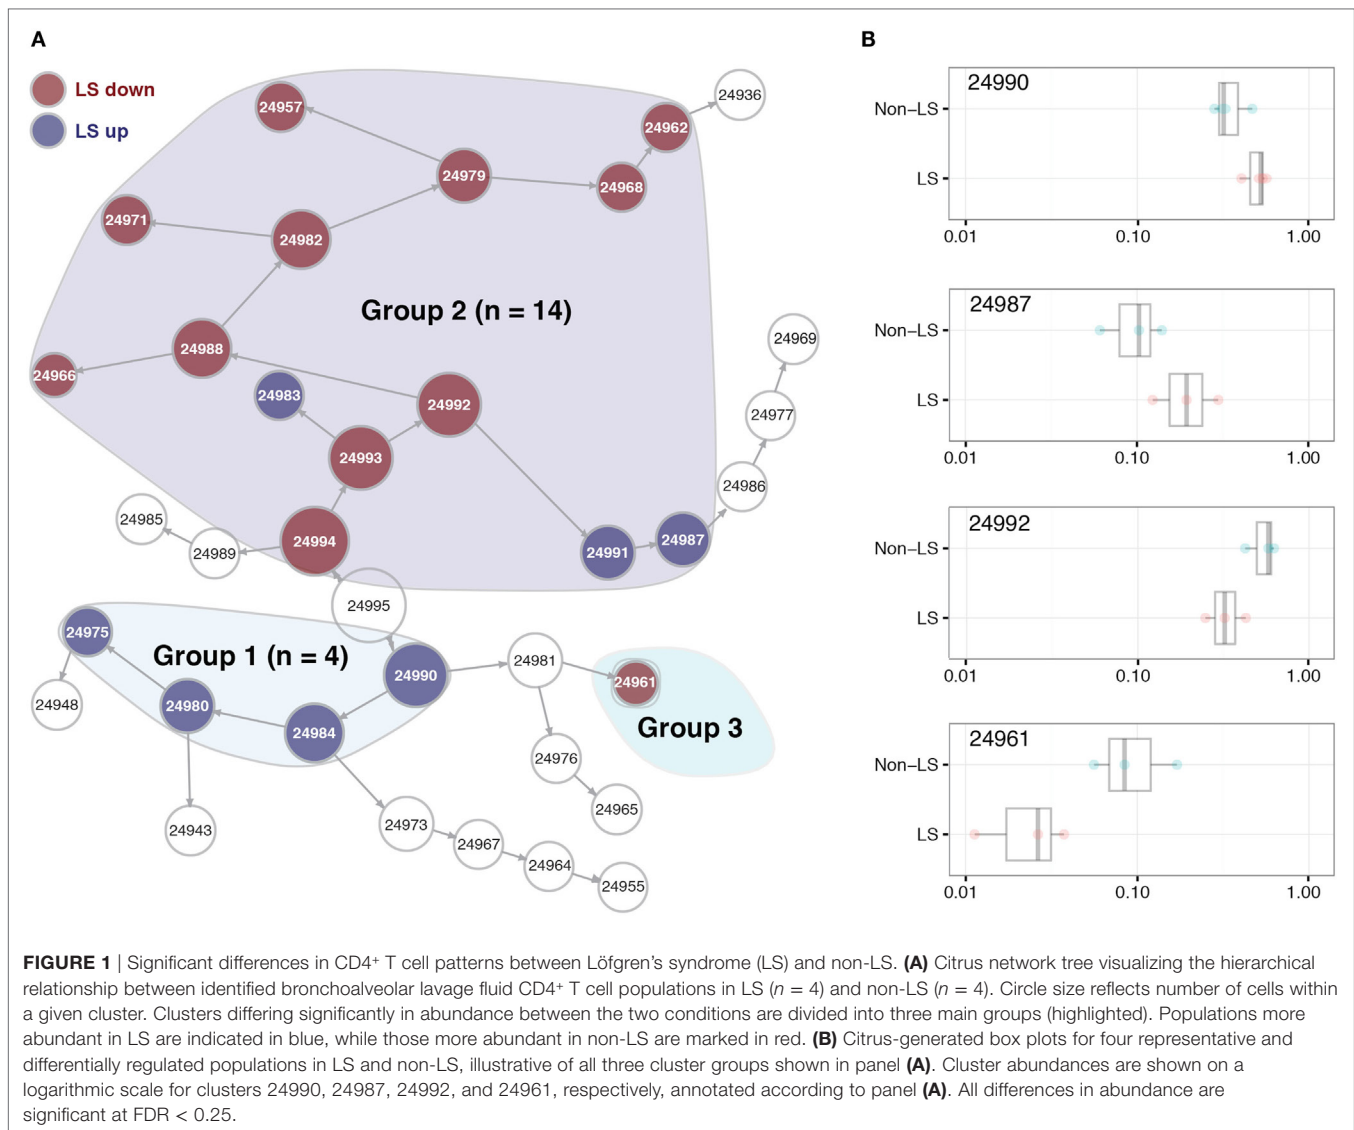 A
LS down
LS up
24957
24936
24962
24979
24968
24971
24982
Group 2 (n = 14)
24988
24969
24966
24983
24992
24977
24993
24986
24985
24994
24989
24991
24987
24995
24975
Group 1 (n = 4)
24990
24981
24961
24948
24980
24984
Group 3
24976
24965
24943
24973
24967
24964
24955
B
24990
Non–LS
LS
0.01
0.10
1.00
24987
Non–LS
LS
0.01
0.10
1.00
24992
Non–LS
LS
0.01
0.10
1.00
24961
Non–LS
LS
0.01
0.10
1.00
FIGURE 1 | Significant differences in CD4⁺ T cell patterns between Löfgren's syndrome (LS) and non-LS. (A) Citrus network tree visualizing the hierarchical
relationship between identified bronchoalveolar lavage fluid CD4⁺ T cell populations in LS (n = 4) and non-LS (n = 4). Circle size reflects number of cells within
a given cluster. Clusters differing significantly in abundance between the two conditions are divided into three main groups (highlighted). Populations more
abundant in LS are indicated in blue, while those more abundant in non-LS are marked in red. (B) Citrus-generated box plots for four representative and
differentially regulated populations in LS and non-LS, illustrative of all three cluster groups shown in panel (A). Cluster abundances are shown on a
logarithmic scale for clusters 24990, 24987, 24992, and 24961, respectively, annotated according to panel (A). All differences in abundance are
significant at FDR < 0.25.